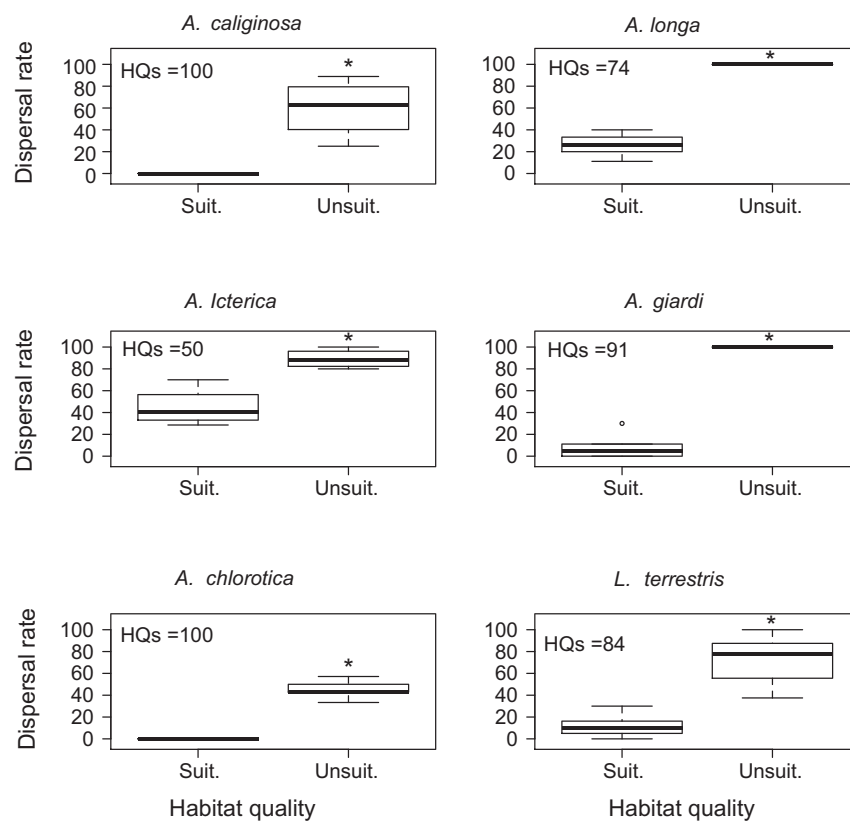 A. caliginosa
A. longa
Dispersal rate
100
80
60
40
20
0
HQs =100
*
Suit.
Unsuit.
100
80
60
40
20
0
HQs =74
*
Suit.
Unsuit.
A. Icterica
A. giardi
Dispersal rate
100
80
60
40
20
0
HQs =50
*
Suit.
Unsuit.
100
80
60
40
20
0
HQs =91
*
Suit.
Unsuit.
A. chlorotica
L. terrestris
Dispersal rate
100
80
60
40
20
0
HQs =100
*
Suit.
Unsuit.
Habitat quality
100
80
60
40
20
0
HQs =84
*
Suit.
Unsuit.
Habitat quality